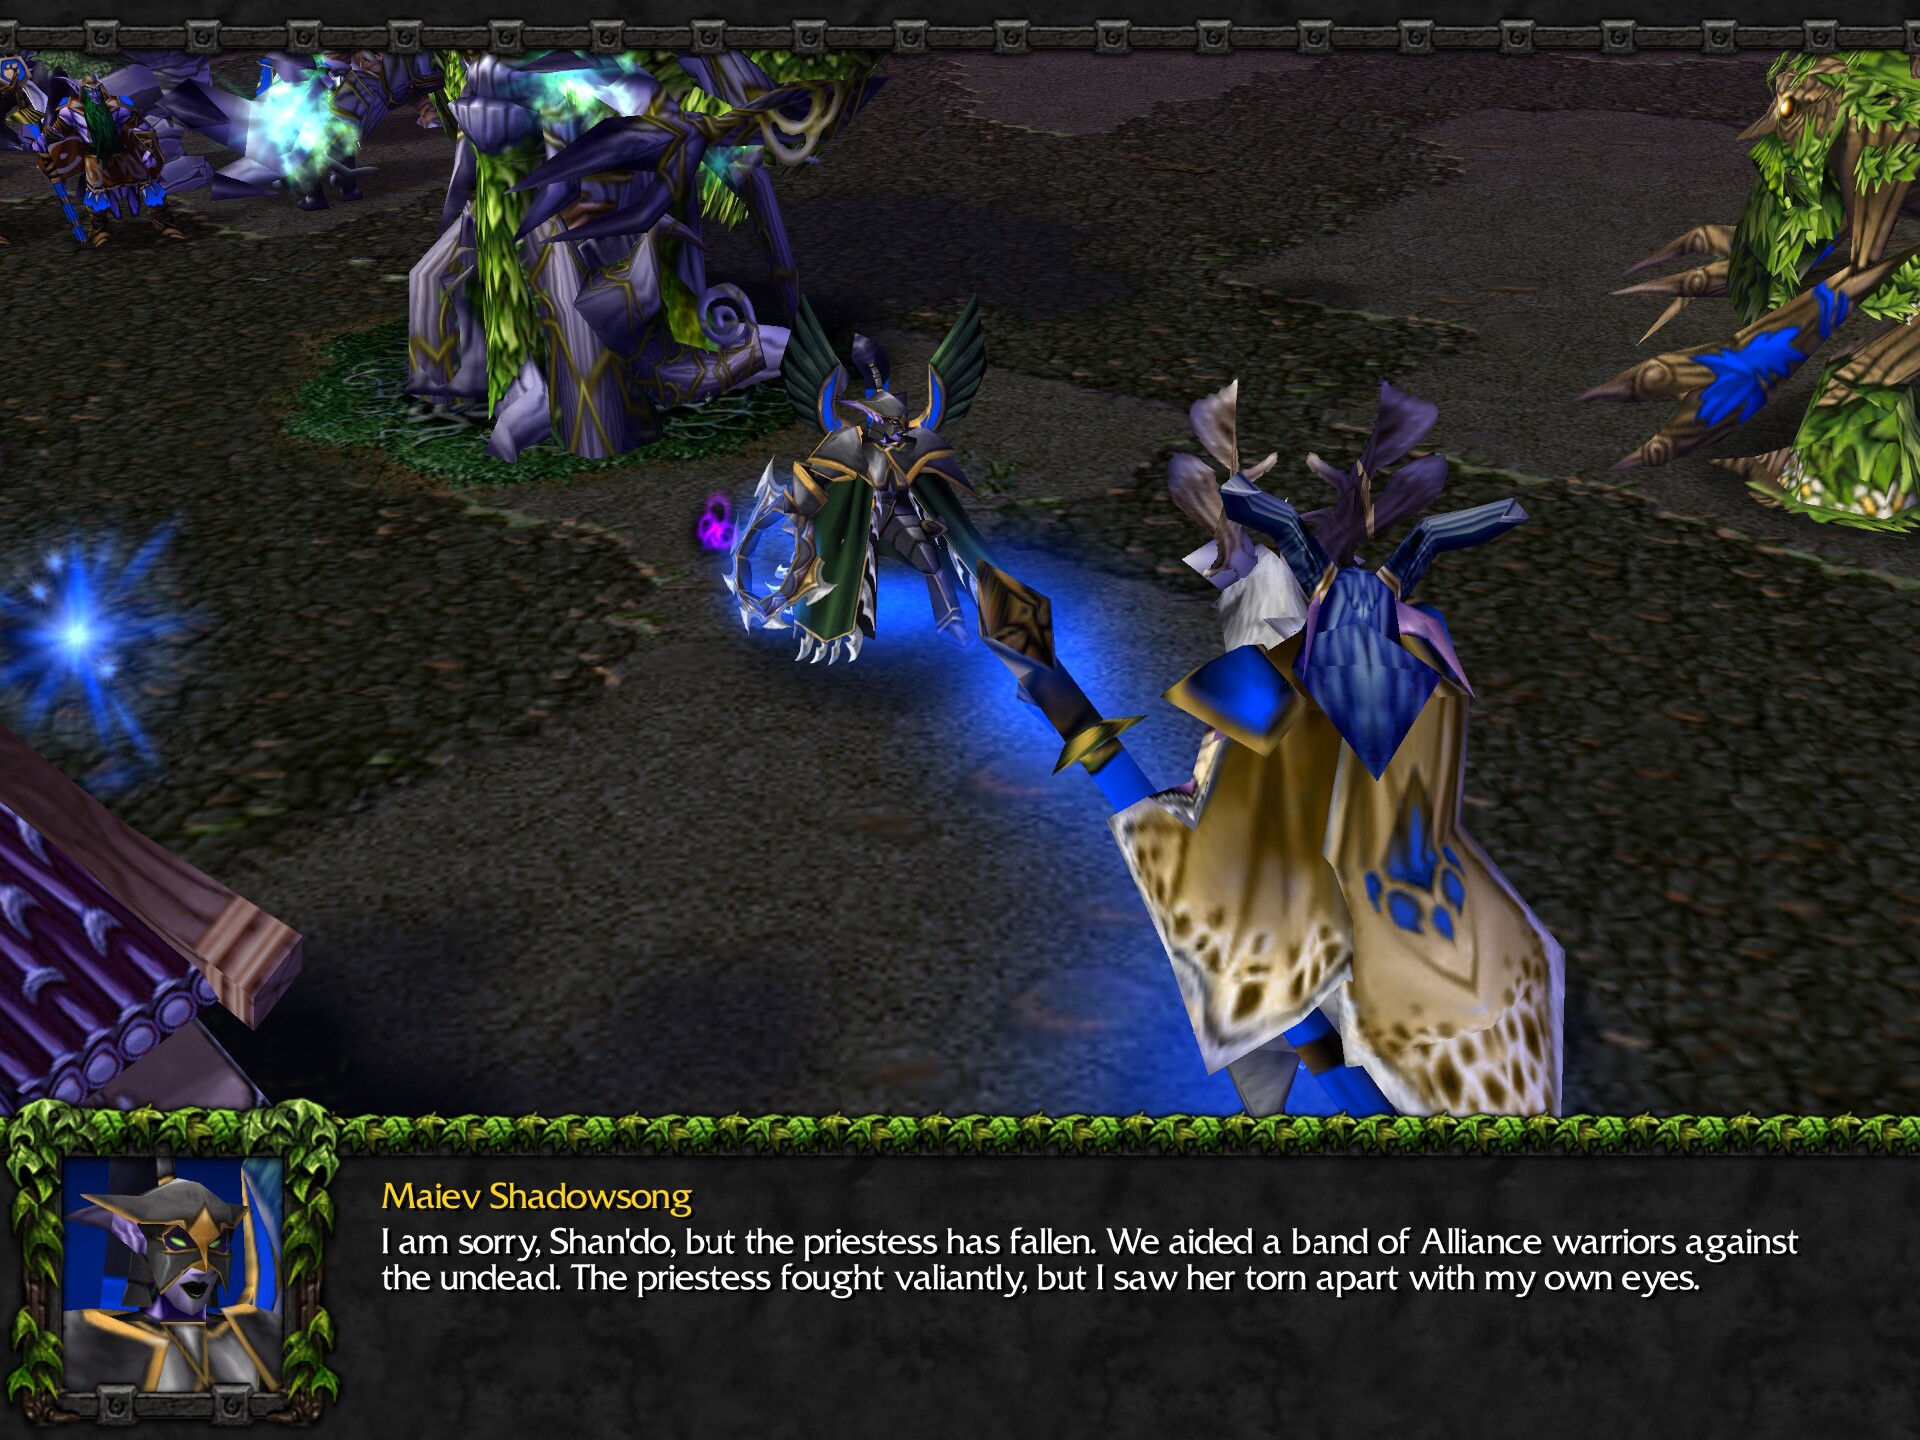 Maiev Shadowsong
I am sorry, Shan'do, but the priestess has fallen. We aided a band of Alliance warriors against
the undead. The priestess fought valiantly, but I saw her torn apart with my own eyes.